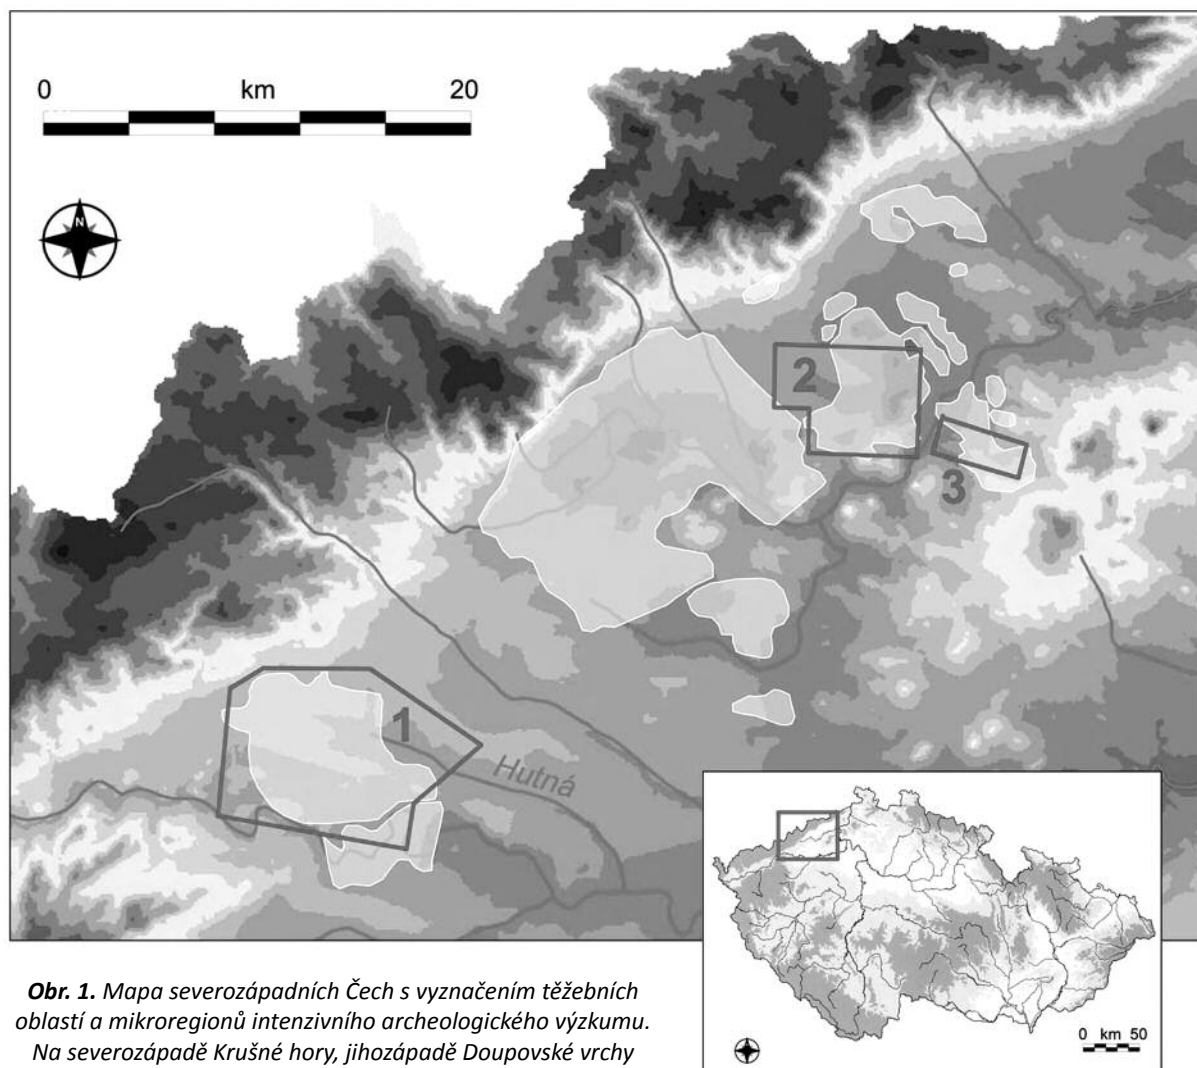 0 km 20
N
2
3
1
Hutná
0 km 50
Obr. 1. Mapa severozápadních Čech s vyznačením těžebních
oblastí a mikroregionů intenzivního archeologického výzkumu.
Na severozápadě Krušné hory, jihozápadě Doupovské vrchy